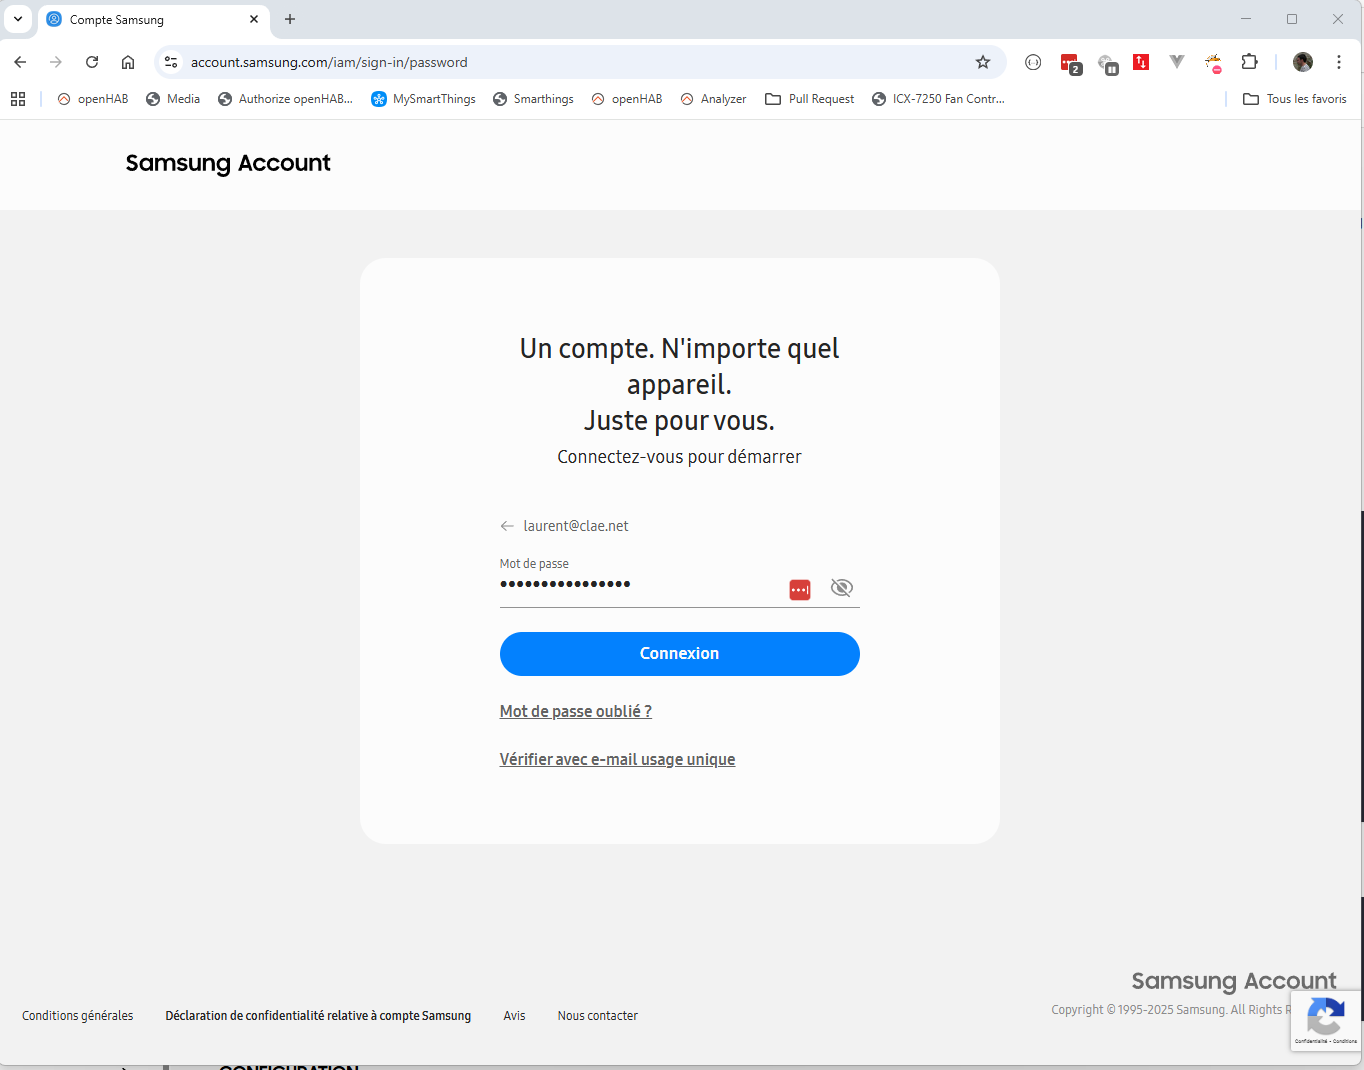 Compte Samsung
account.samsung.com/iam/sign-in/password
2
openHAB
Media
Authorize openHAB...
MySmartThings
Smarthings
openHAB
Analyzer
Pull Request
ICX-7250 Fan Contr...
Tous les favoris
Samsung Account
Un compte. N'importe quel
appareil.
Juste pour vous.
Connectez-vous pour démarrer
laurent@clae.net
Mot de passe
••••••••••••••••
Connexion
Mot de passe oublié ?
Vérifier avec e-mail usage unique
Samsung Account
Copyright © 1995-2025 Samsung. All Rights
Conditions générales
Déclaration de confidentialité relative à compte Samsung
Avis
Nous contacter
Confidentialité - Conditions
CONFIGURATION